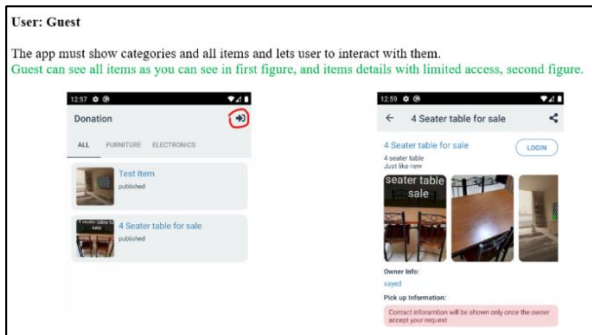 User: Guest
The app must show categories and all items and lets user to interact with them.
Guest can see all items as you can see in first figure, and items details with limited access, second figure.
12:57
Donation
ALL FURNITURE ELECTRONICS
Test Item
published
4 Seater table for sale
published
12:59
4 Seater table for sale
4 Seater table for sale
LOGIN
4 seater table
Just like new
seater table
sale
Owner Info:
sayed
Pick up Information:
Contact inforamtion will be shown only once the owner
accept your request